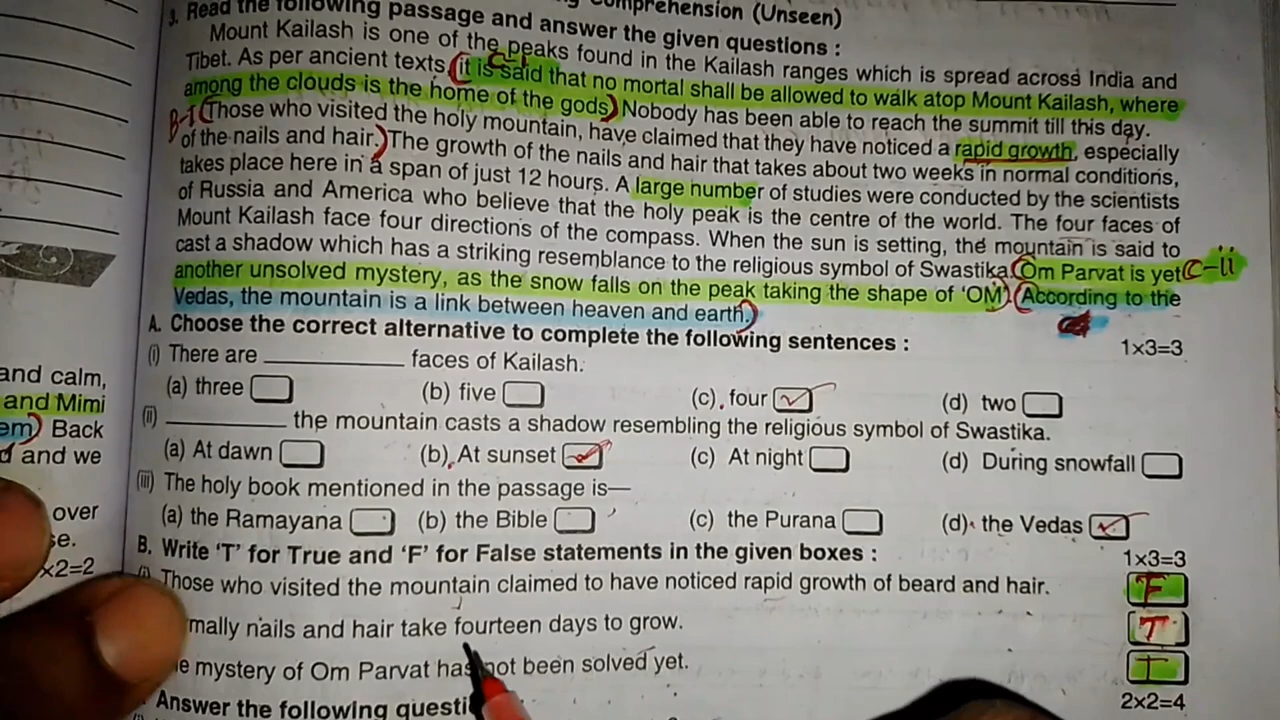 Comprehension (Unseen)
3. Read the following passage and answer the given questions :
Mount Kailash is one of the peaks found in the Kailash ranges which is spread across India and
Tibet. As per ancient texts, it is said that no mortal shall be allowed to walk atop Mount Kailash, where
among the clouds is the home of the gods. Nobody has been able to reach the summit till this day.
Those who visited the holy mountain, have claimed that they have noticed a rapid growth, especially
of the nails and hair. The growth of the nails and hair that takes about two weeks in normal conditions,
takes place here in a span of just 12 hours. A large number of studies were conducted by the scientists
of Russia and America who believe that the holy peak is the centre of the world. The four faces of
Mount Kailash face four directions of the compass. When the sun is setting, the mountain is said to
cast a shadow which has a striking resemblance to the religious symbol of Swastika. Om Parvat is yet C-ii
another unsolved mystery, as the snow falls on the peak taking the shape of 'OM'. According to the
Vedas, the mountain is a link between heaven and earth.
A. Choose the correct alternative to complete the following sentences : 1×3=3
(i) There are __________ faces of Kailash.
(a) three (b) five (c) four (d) two
(ii) __________ the mountain casts a shadow resembling the religious symbol of Swastika.
(a) At dawn (b) At sunset (c) At night (d) During snowfall
(iii) The holy book mentioned in the passage is—
(a) the Ramayana (b) the Bible (c) the Purana (d) the Vedas
B. Write 'T' for True and 'F' for False statements in the given boxes : 1×3=3
(i) Those who visited the mountain claimed to have noticed rapid growth of beard and hair. F
mally nails and hair take fourteen days to grow. T
e mystery of Om Parvat has not been solved yet. T
Answer the following questi 2×2=4
and calm,
and Mimi
em) Back
and we
over
se.
×2=2
C-i
B-I